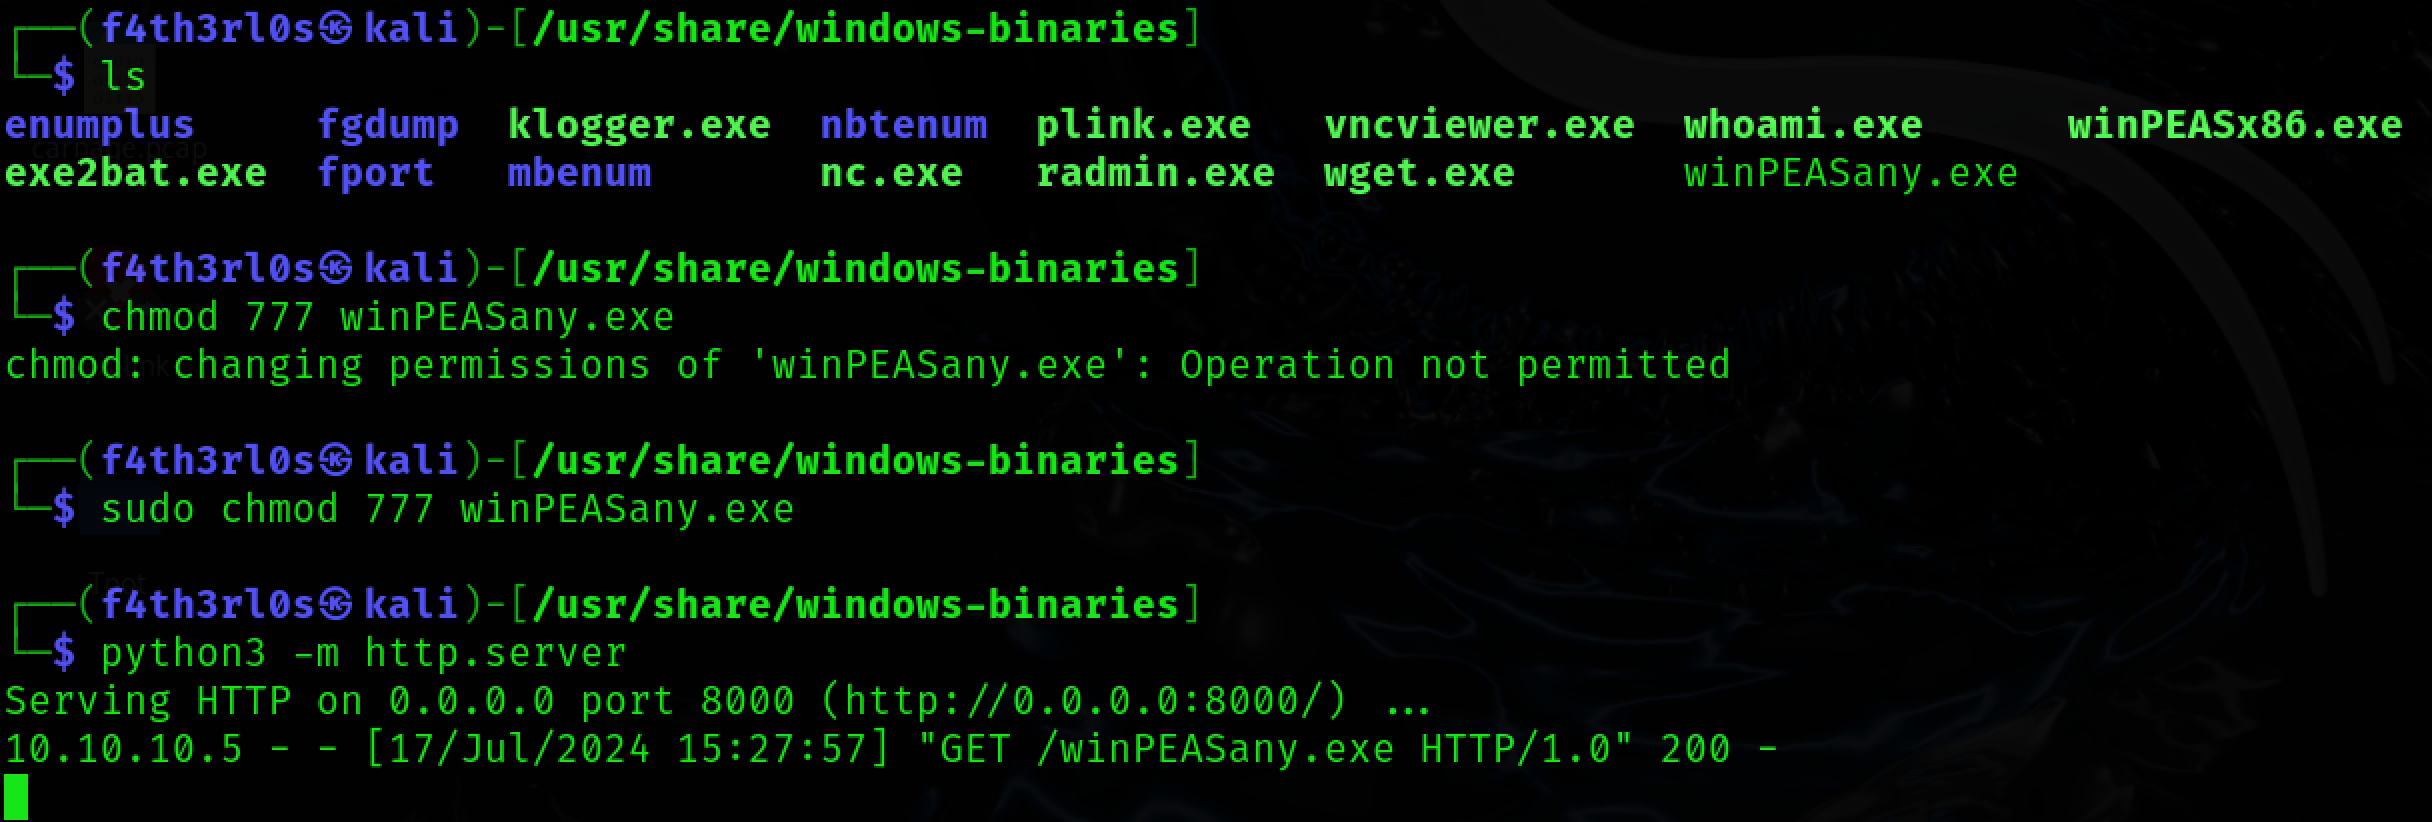 ┌──(f4th3rl0s㉿kali)-[/usr/share/windows-binaries]
└─$ ls
enumplus fgdump klogger.exe nbtenum plink.exe vncviewer.exe whoami.exe winPEASx86.exe
carnage.pcap
exe2bat.exe fport mbenum nc.exe radmin.exe wget.exe winPEASany.exe
┌──(f4th3rl0s㉿kali)-[/usr/share/windows-binaries]
└─$ chmod 777 winPEASany.exe
chmod: changing permissions of 'winPEASany.exe': Operation not permitted
┌──(f4th3rl0s㉿kali)-[/usr/share/windows-binaries]
└─$ sudo chmod 777 winPEASany.exe
Tpot
┌──(f4th3rl0s㉿kali)-[/usr/share/windows-binaries]
└─$ python3 -m http.server
Serving HTTP on 0.0.0.0 port 8000 (http://0.0.0.0:8000/) ...
10.10.10.5 - - [17/Jul/2024 15:27:57] "GET /winPEASany.exe HTTP/1.0" 200 -